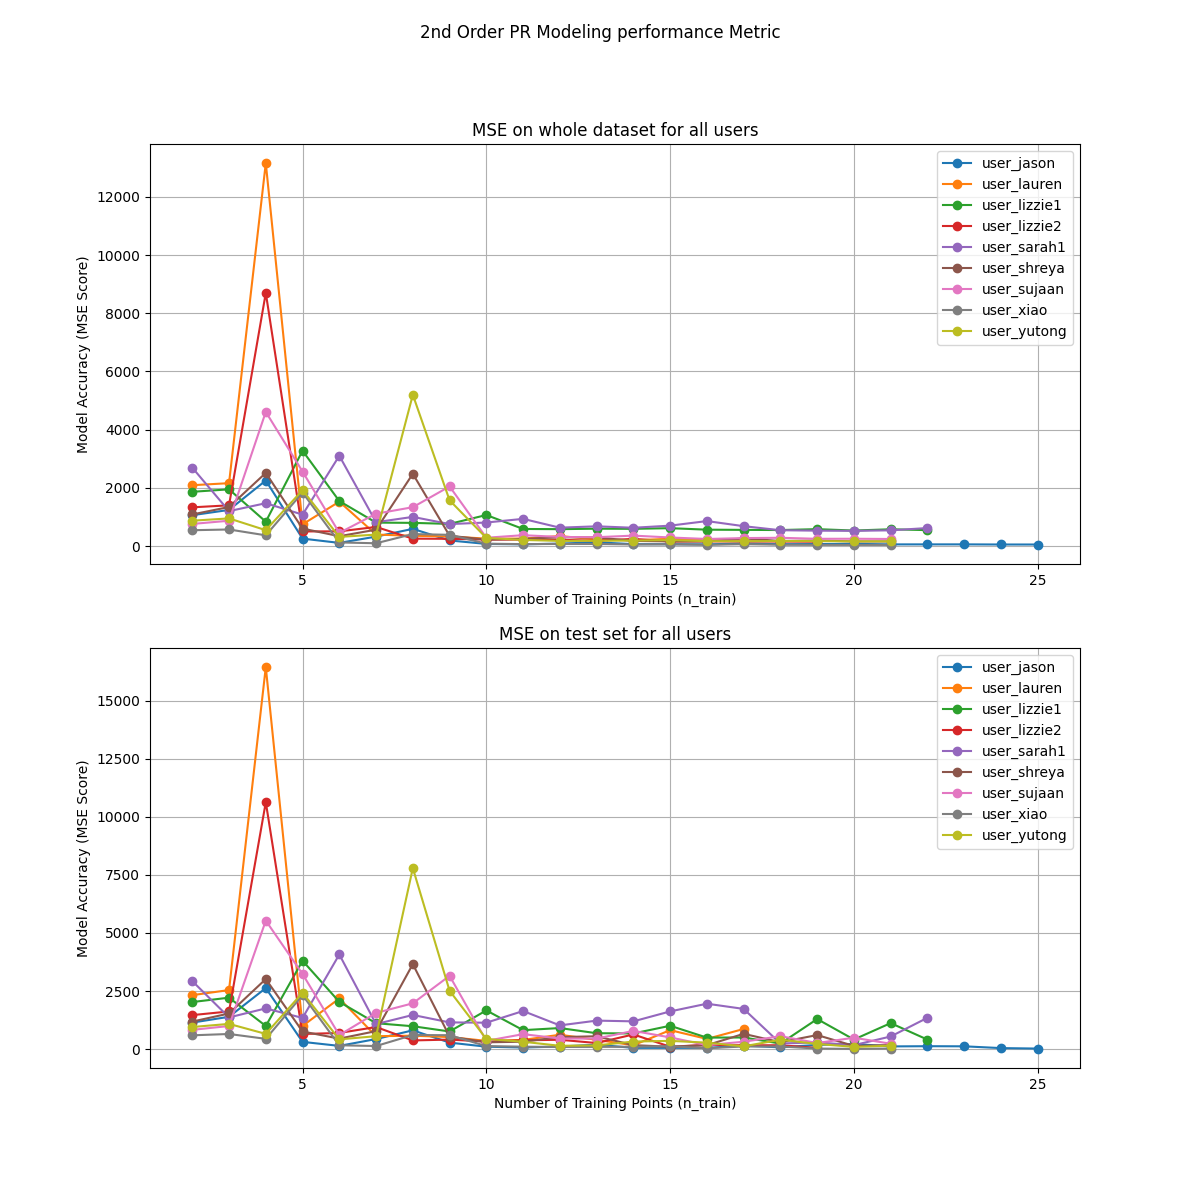 2nd Order PR Modeling performance Metric
MSE on whole dataset for all users
Model Accuracy (MSE Score)
12000
10000
8000
6000
4000
2000
0
user_jason
user_lauren
user_lizzie1
user_lizzie2
user_sarah1
user_shreya
user_sujaan
user_xiao
user_yutong
5 10 15 20 25
Number of Training Points (n_train)
MSE on test set for all users
Model Accuracy (MSE Score)
15000
12500
10000
7500
5000
2500
0
user_jason
user_lauren
user_lizzie1
user_lizzie2
user_sarah1
user_shreya
user_sujaan
user_xiao
user_yutong
5 10 15 20 25
Number of Training Points (n_train)